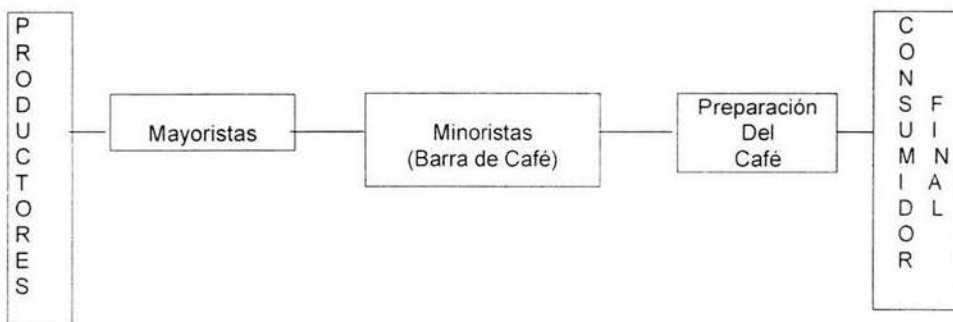 PRODUCTORES
Mayoristas
Minoristas
(Barra de Café)
Preparación
Del
Café
CONSUMIDOR
FINAL